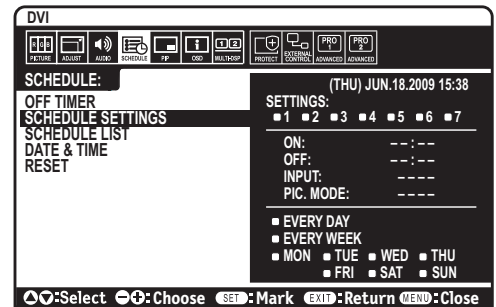 DVI
R G B
PICTURE ADJUST AUDIO SCHEDULE PIP OSD MULTI-DSP PROTECT EXTERNAL CONTROL ADVANCED ADVANCED
PRO 1 PRO 2
SCHEDULE:
OFF TIMER
SCHEDULE SETTINGS
SCHEDULE LIST
DATE & TIME
RESET
(THU) JUN.18.2009 15:38
SETTINGS:
1 2 3 4 5 6 7
ON: --:--
OFF: --:--
INPUT: ----
PIC. MODE: ----
EVERY DAY
EVERY WEEK
MON TUE WED THU
FRI SAT SUN
:Select :Choose SET:Mark EXIT:Return MENU:Close